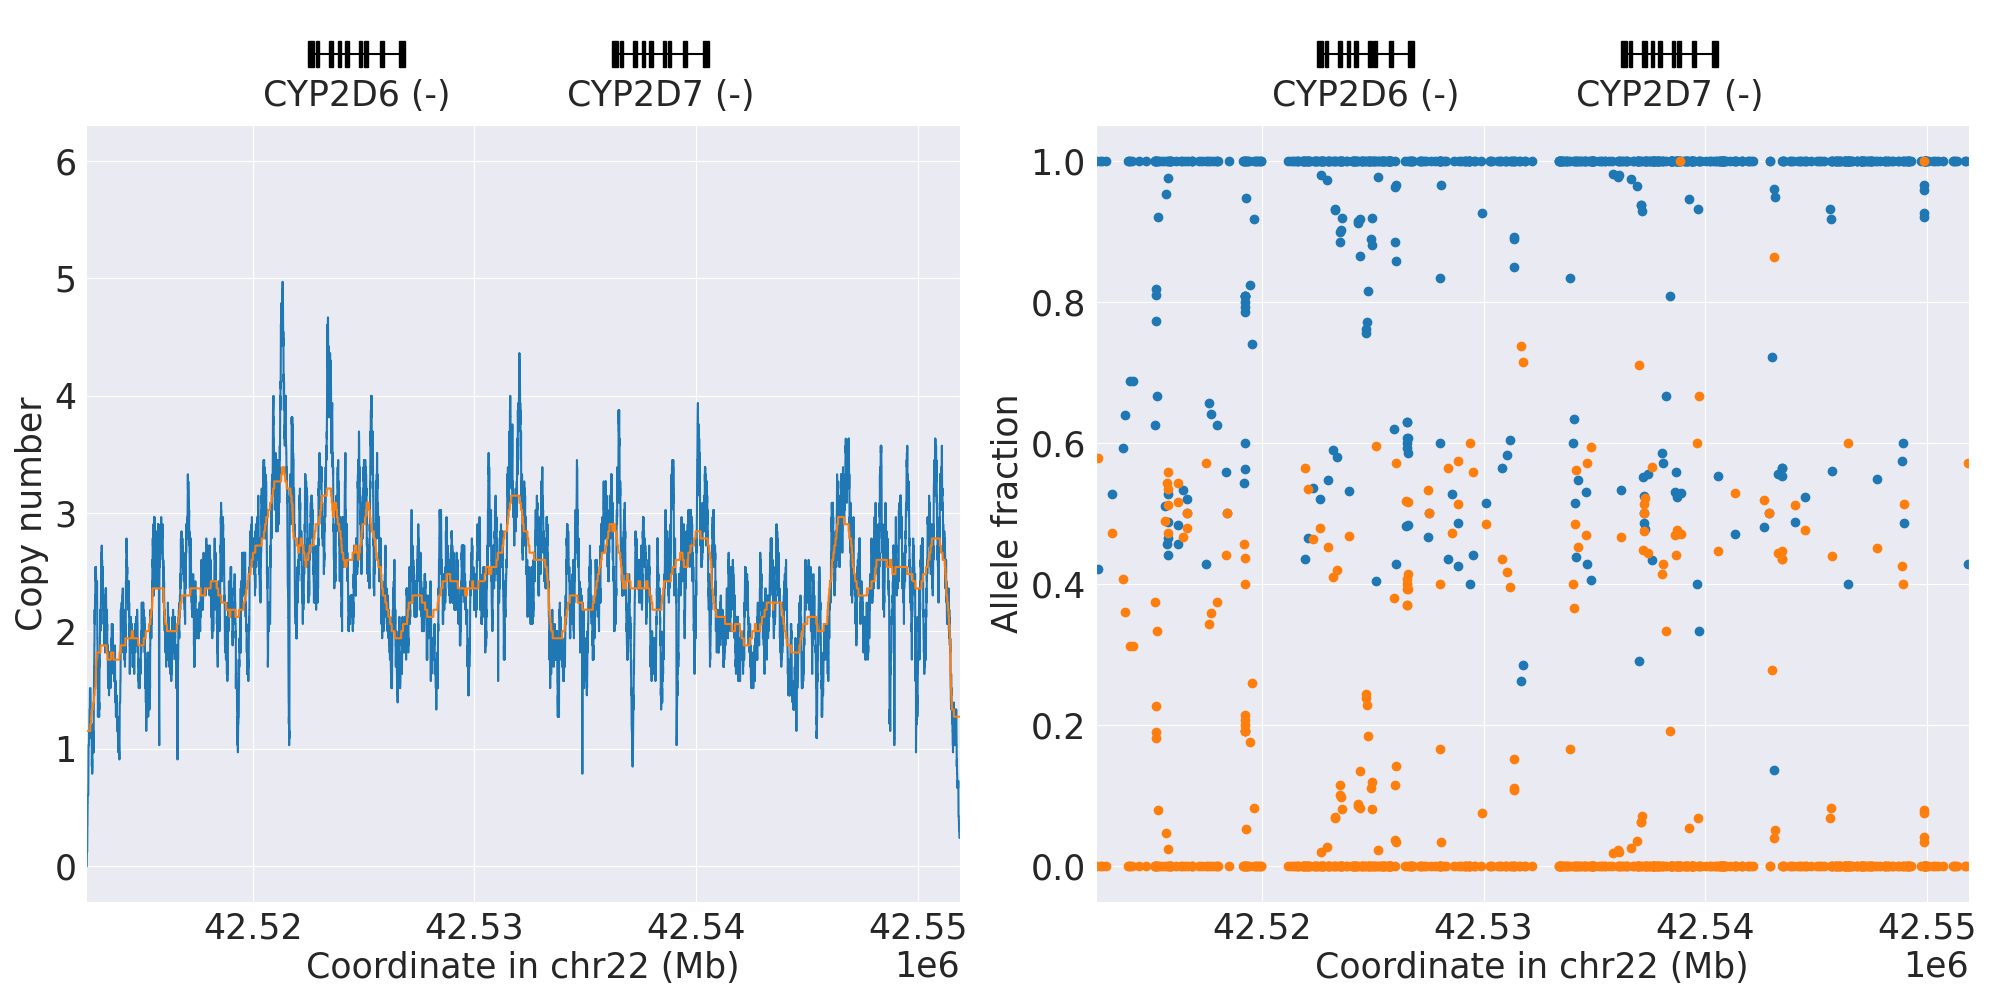 CYP2D6 (-) CYP2D7 (-)
6
5
4
3
2
1
0
Copy number
42.52 42.53 42.54 42.55
Coordinate in chr22 (Mb)
1e6
CYP2D6 (-) CYP2D7 (-)
1.0
0.8
0.6
0.4
0.2
0.0
Allele fraction
42.52 42.53 42.54 42.55
Coordinate in chr22 (Mb)
1e6